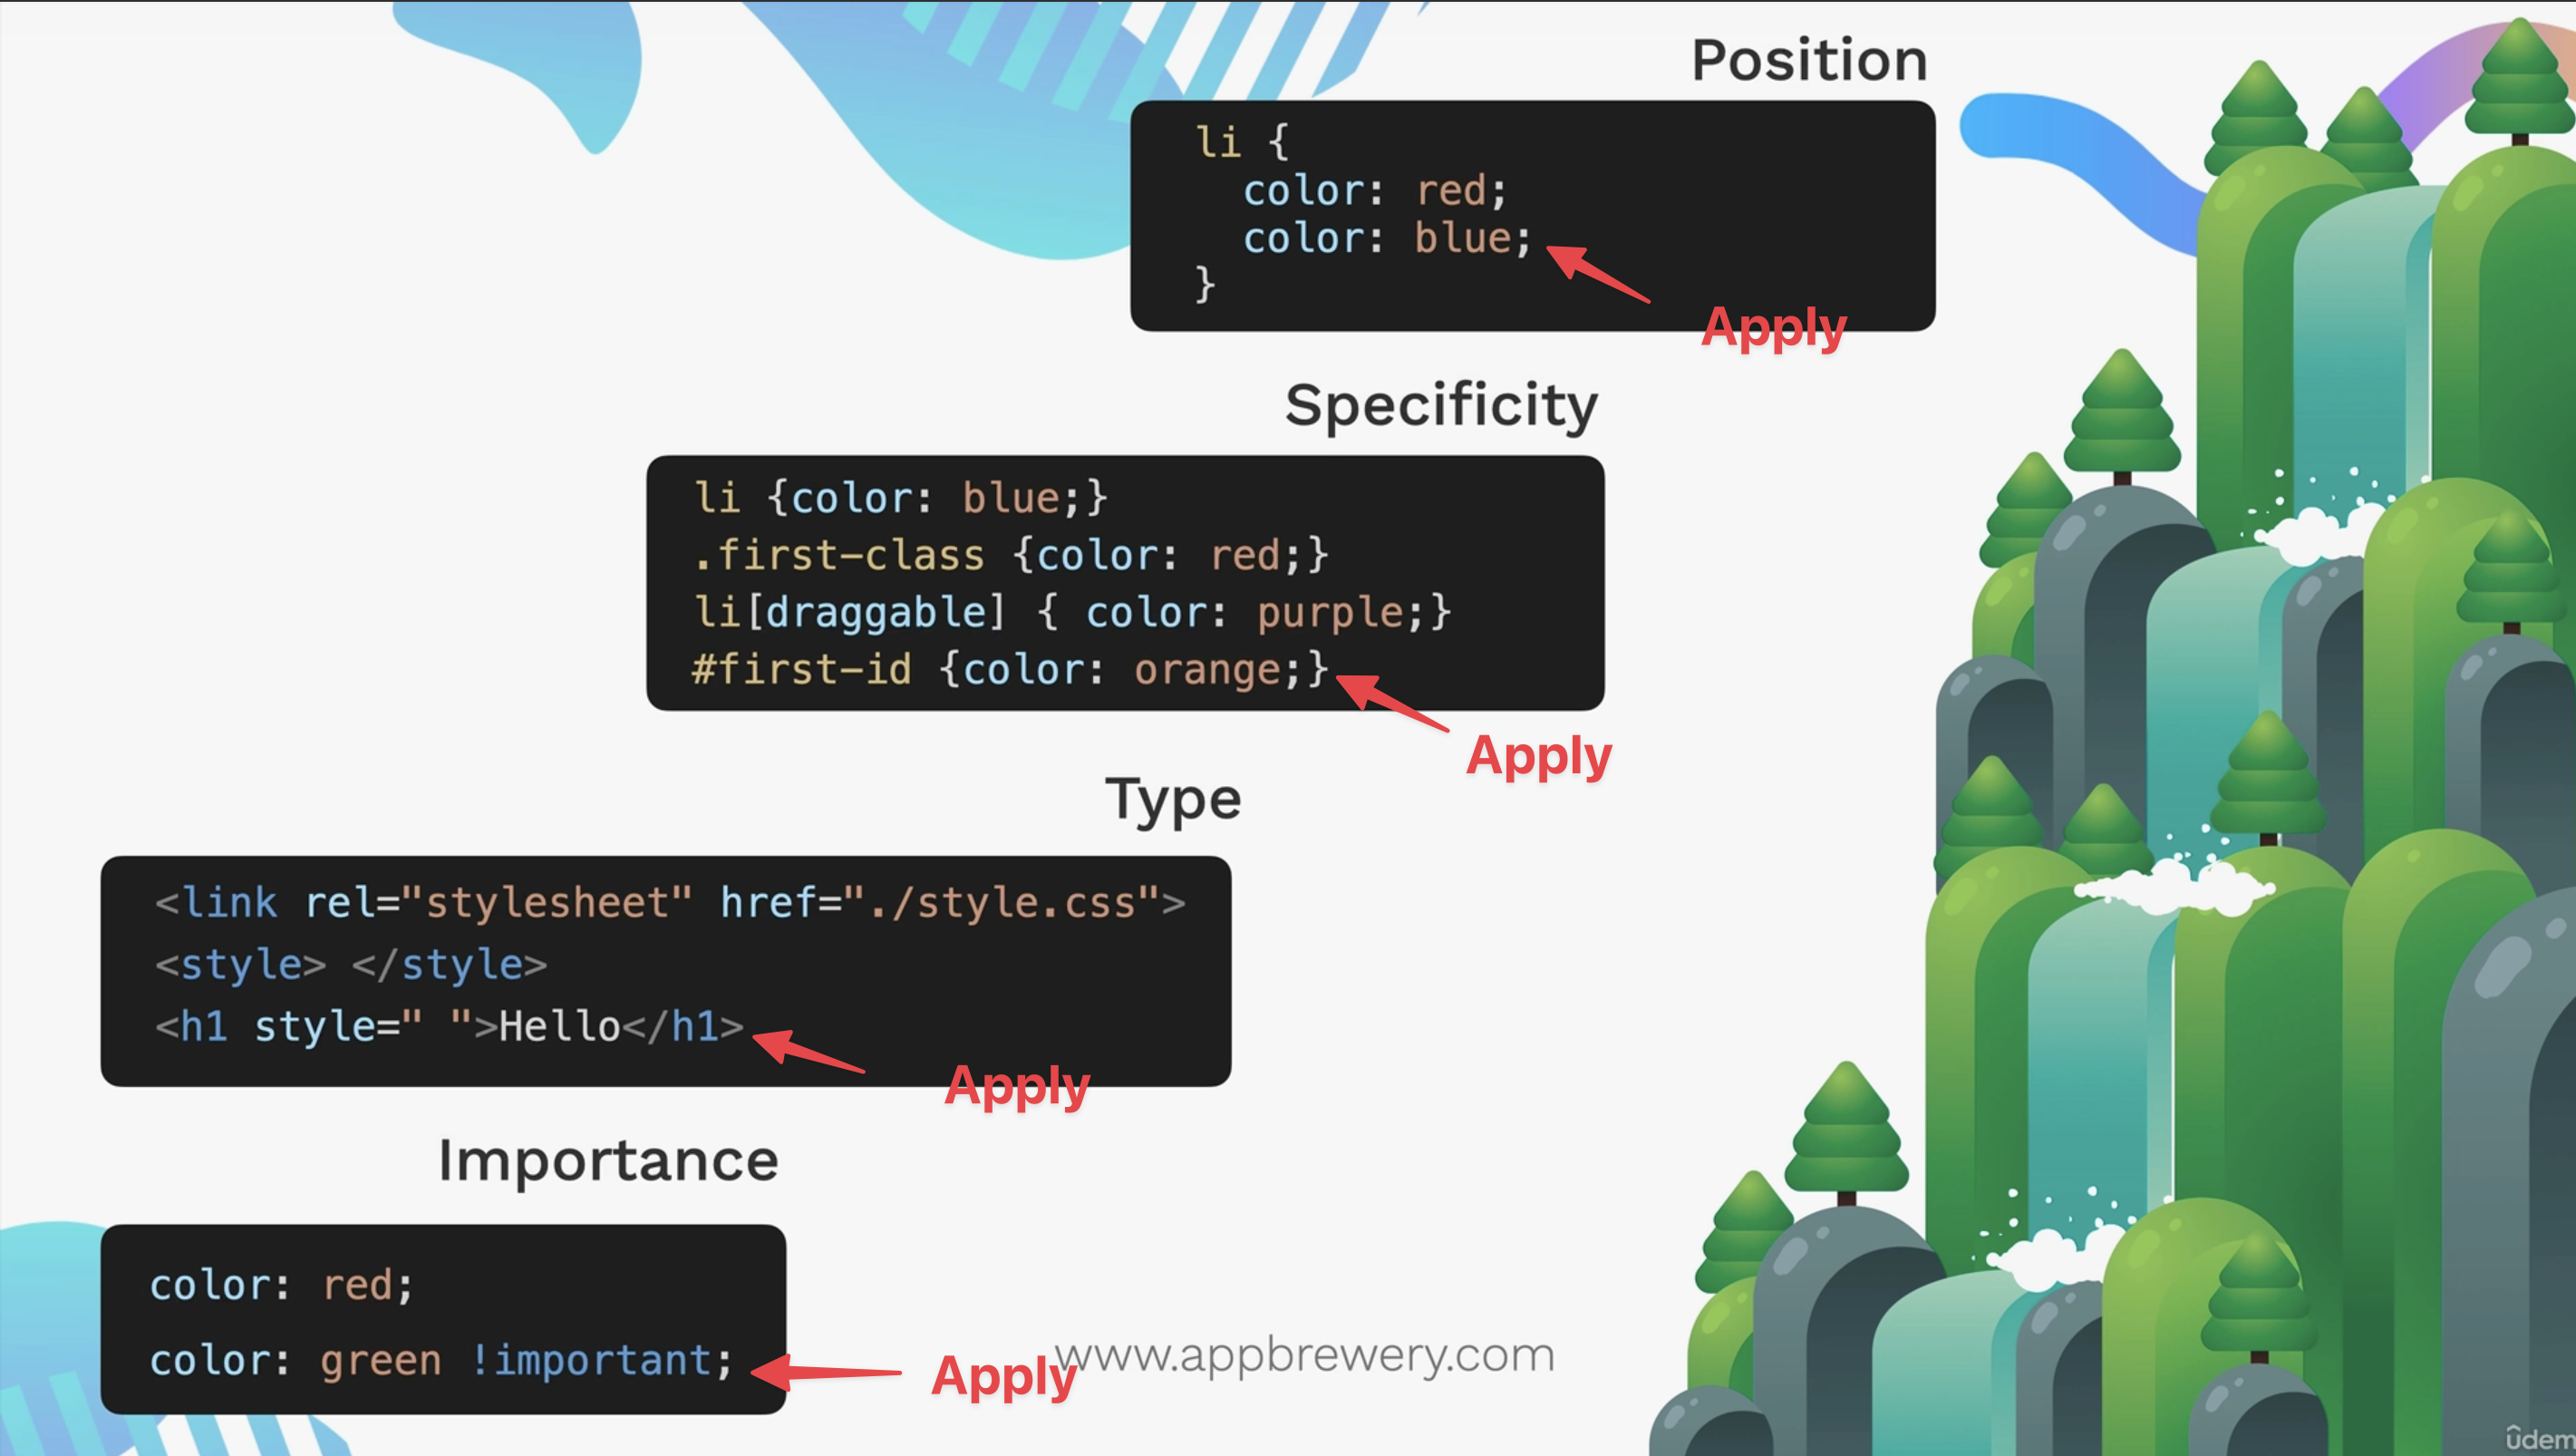 Position
li {
color: red;
color: blue;
}
Apply
Specificity
li {color: blue;}
.first-class {color: red;}
li[draggable] { color: purple;}
#first-id {color: orange;}
Apply
Type
<link rel="stylesheet" href="./style.css">
<style> </style>
<h1 style=" ">Hello</h1>
Apply
Importance
color: red;
color: green !important;
Apply
www.appbrewery.com
ûdem